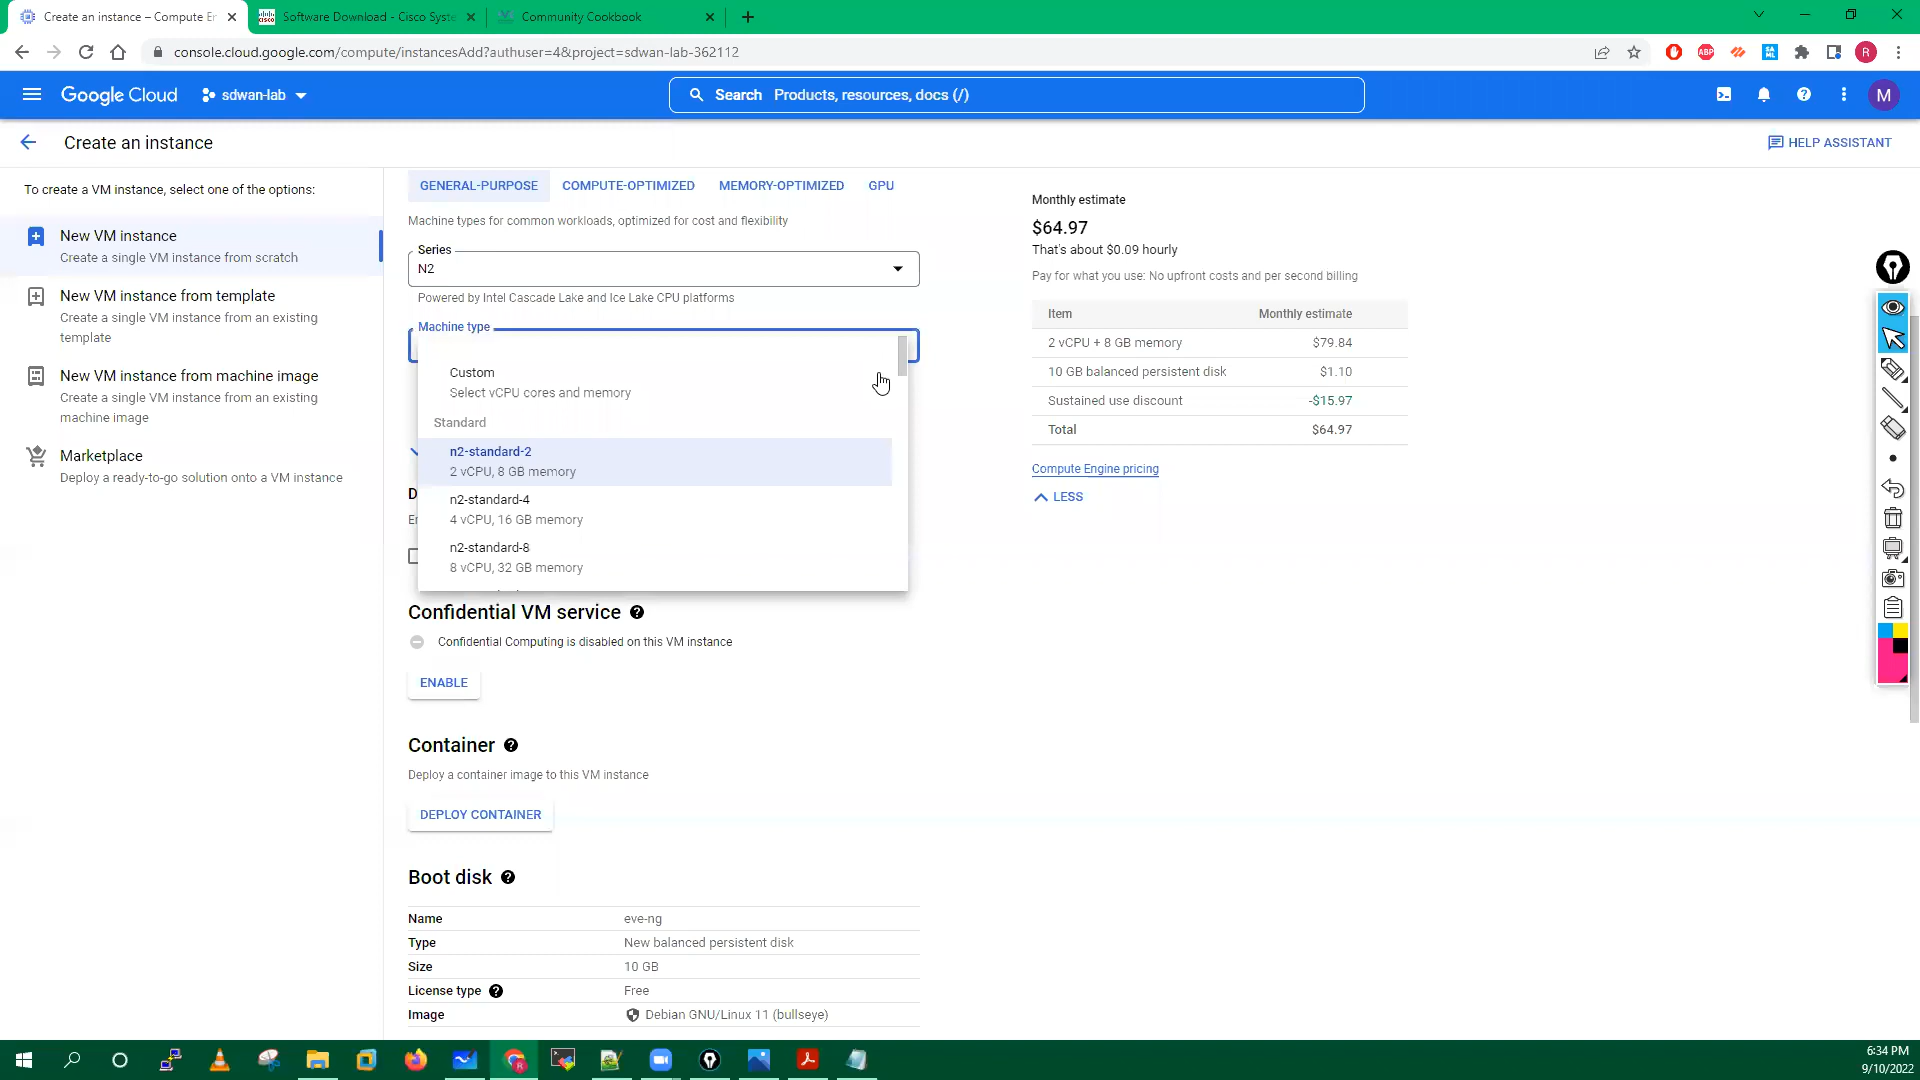 Create an instance – Compute Er
Software Download - Cisco Syste
Community Cookbook
console.cloud.google.com/compute/instancesAdd?authuser=4&project=sdwan-lab-362112
ABP
R
Google Cloud
sdwan-lab
Search Products, resources, docs (/)
M
Create an instance
HELP ASSISTANT
To create a VM instance, select one of the options:
New VM instance
Create a single VM instance from scratch
New VM instance from template
Create a single VM instance from an existing
template
New VM instance from machine image
Create a single VM instance from an existing
machine image
Marketplace
Deploy a ready-to-go solution onto a VM instance
GENERAL-PURPOSE
COMPUTE-OPTIMIZED
MEMORY-OPTIMIZED
GPU
Machine types for common workloads, optimized for cost and flexibility
Series
N2
Powered by Intel Cascade Lake and Ice Lake CPU platforms
Machine type
Custom
Select vCPU cores and memory
Standard
n2-standard-2
2 vCPU, 8 GB memory
n2-standard-4
4 vCPU, 16 GB memory
n2-standard-8
8 vCPU, 32 GB memory
Confidential VM service
Confidential Computing is disabled on this VM instance
ENABLE
Container
Deploy a container image to this VM instance
DEPLOY CONTAINER
Boot disk
Name eve-ng
Type New balanced persistent disk
Size 10 GB
License type Free
Image Debian GNU/Linux 11 (bullseye)
Monthly estimate
$64.97
That's about $0.09 hourly
Pay for what you use: No upfront costs and per second billing
Item Monthly estimate
2 vCPU + 8 GB memory $79.84
10 GB balanced persistent disk $1.10
Sustained use discount -$15.97
Total $64.97
Compute Engine pricing
LESS
6:34 PM
9/10/2022